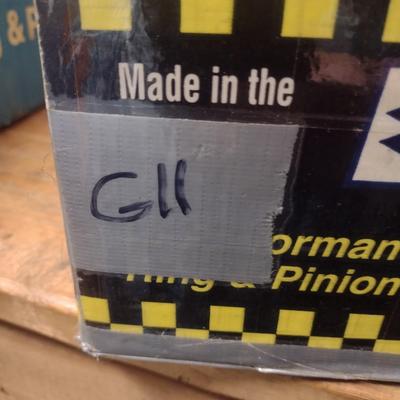 & R
Made in the
G11
orman
Ring & Pinion